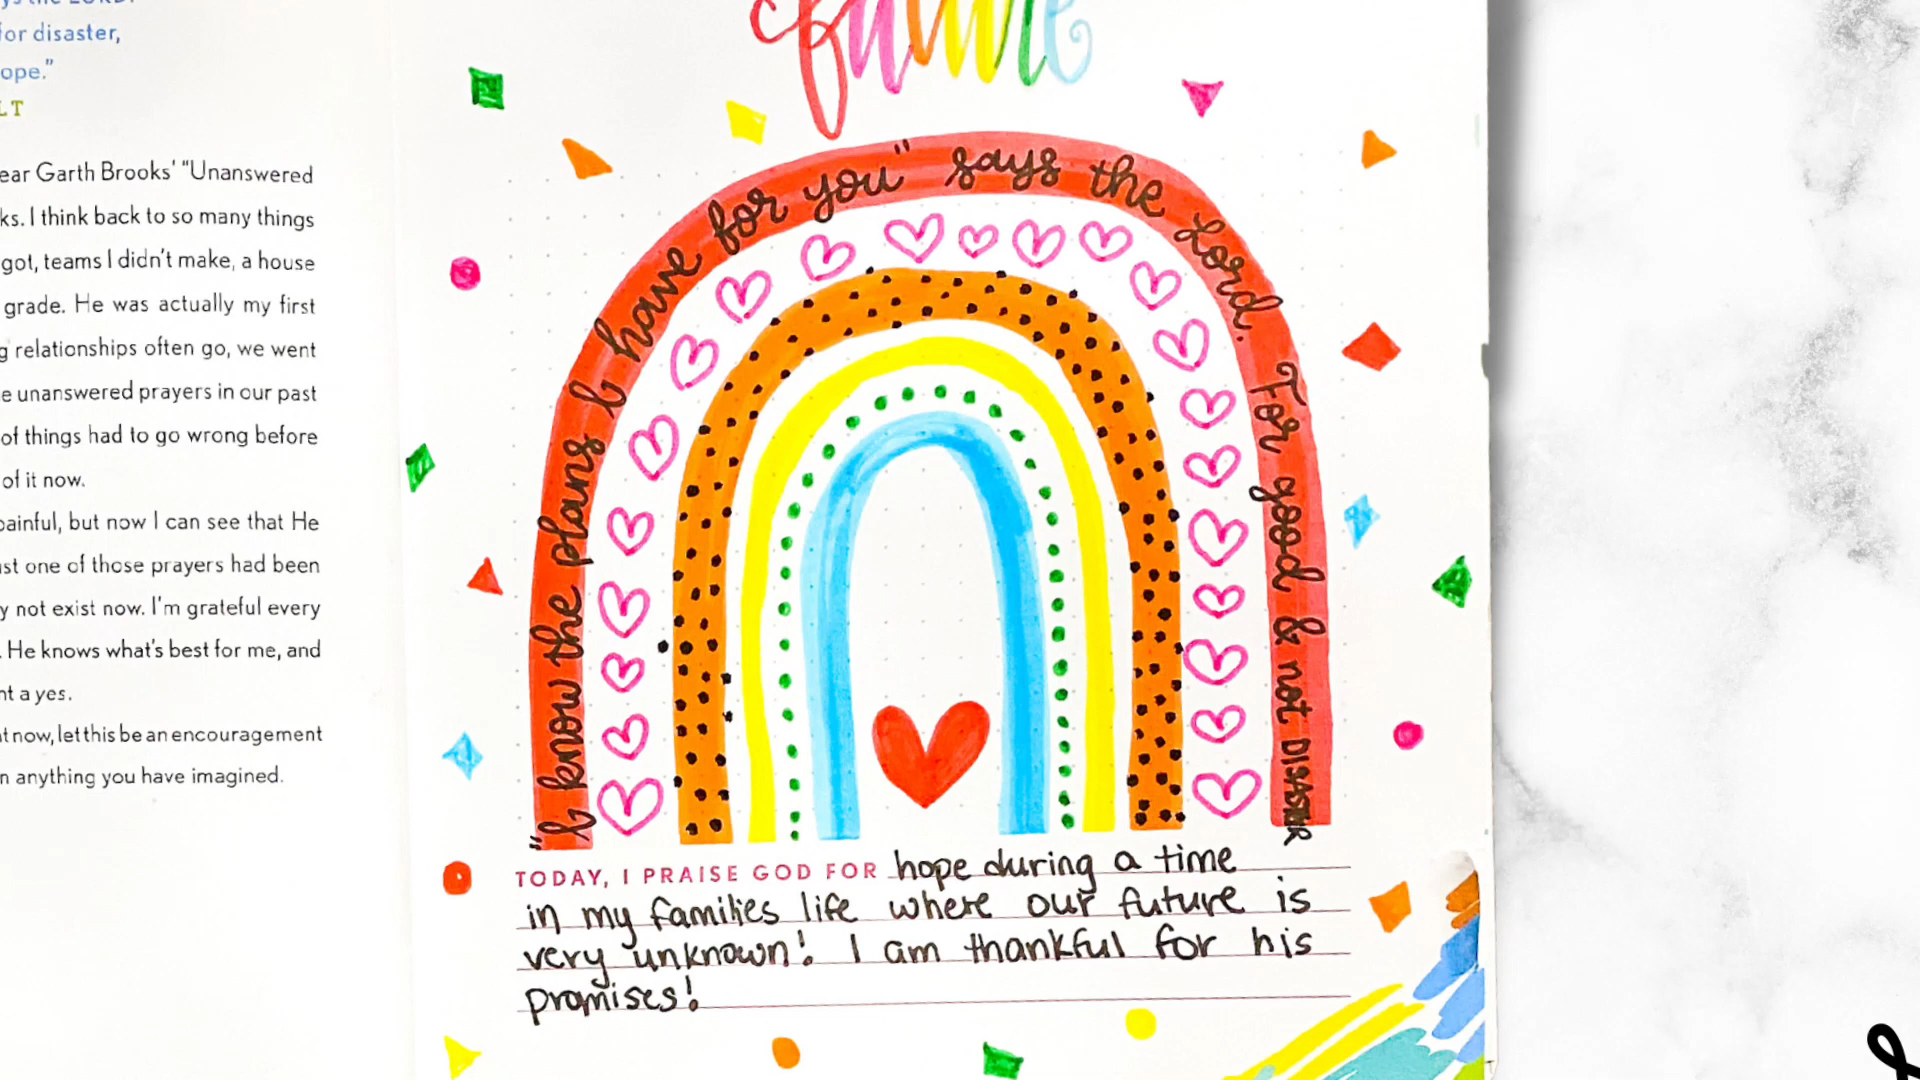 for disaster,
ope."
LT
ear Garth Brooks' "Unanswered
ks. I think back to so many things
got, teams I didn't make, a house
grade. He was actually my first
g relationships often go, we went
e unanswered prayers in our past
of things had to go wrong before
of it now.
painful, but now I can see that He
st one of those prayers had been
y not exist now. I'm grateful every
. He knows what's best for me, and
nt a yes.
t now, let this be an encouragement
n anything you have imagined.
future
"I know the plans I have for you" says the Lord. For good & not DISASTER
TODAY, I PRAISE GOD FOR hope during a time
in my families life where our future is
very unknown! I am thankful for his
promises!